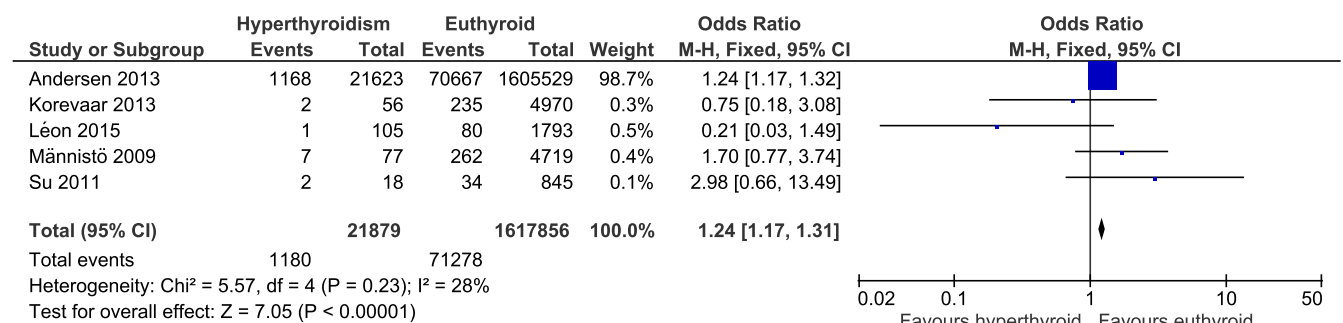 Hyperthyroidism Euthyroid Odds Ratio Odds Ratio
Study or Subgroup Events Total Events Total Weight M-H, Fixed, 95% CI M-H, Fixed, 95% CI
Andersen 2013 1168 21623 70667 1605529 98.7% 1.24 [1.17, 1.32]
Korevaar 2013 2 56 235 4970 0.3% 0.75 [0.18, 3.08]
Léon 2015 1 105 80 1793 0.5% 0.21 [0.03, 1.49]
Männistö 2009 7 77 262 4719 0.4% 1.70 [0.77, 3.74]
Su 2011 2 18 34 845 0.1% 2.98 [0.66, 13.49]
Total (95% CI) 21879 1617856 100.0% 1.24 [1.17, 1.31]
Total events 1180 71278
Heterogeneity: Chi² = 5.57, df = 4 (P = 0.23); I² = 28%
Test for overall effect: Z = 7.05 (P < 0.00001)
0.02 0.1 1 10 50
Favours hyperthyroid Favours euthyroid